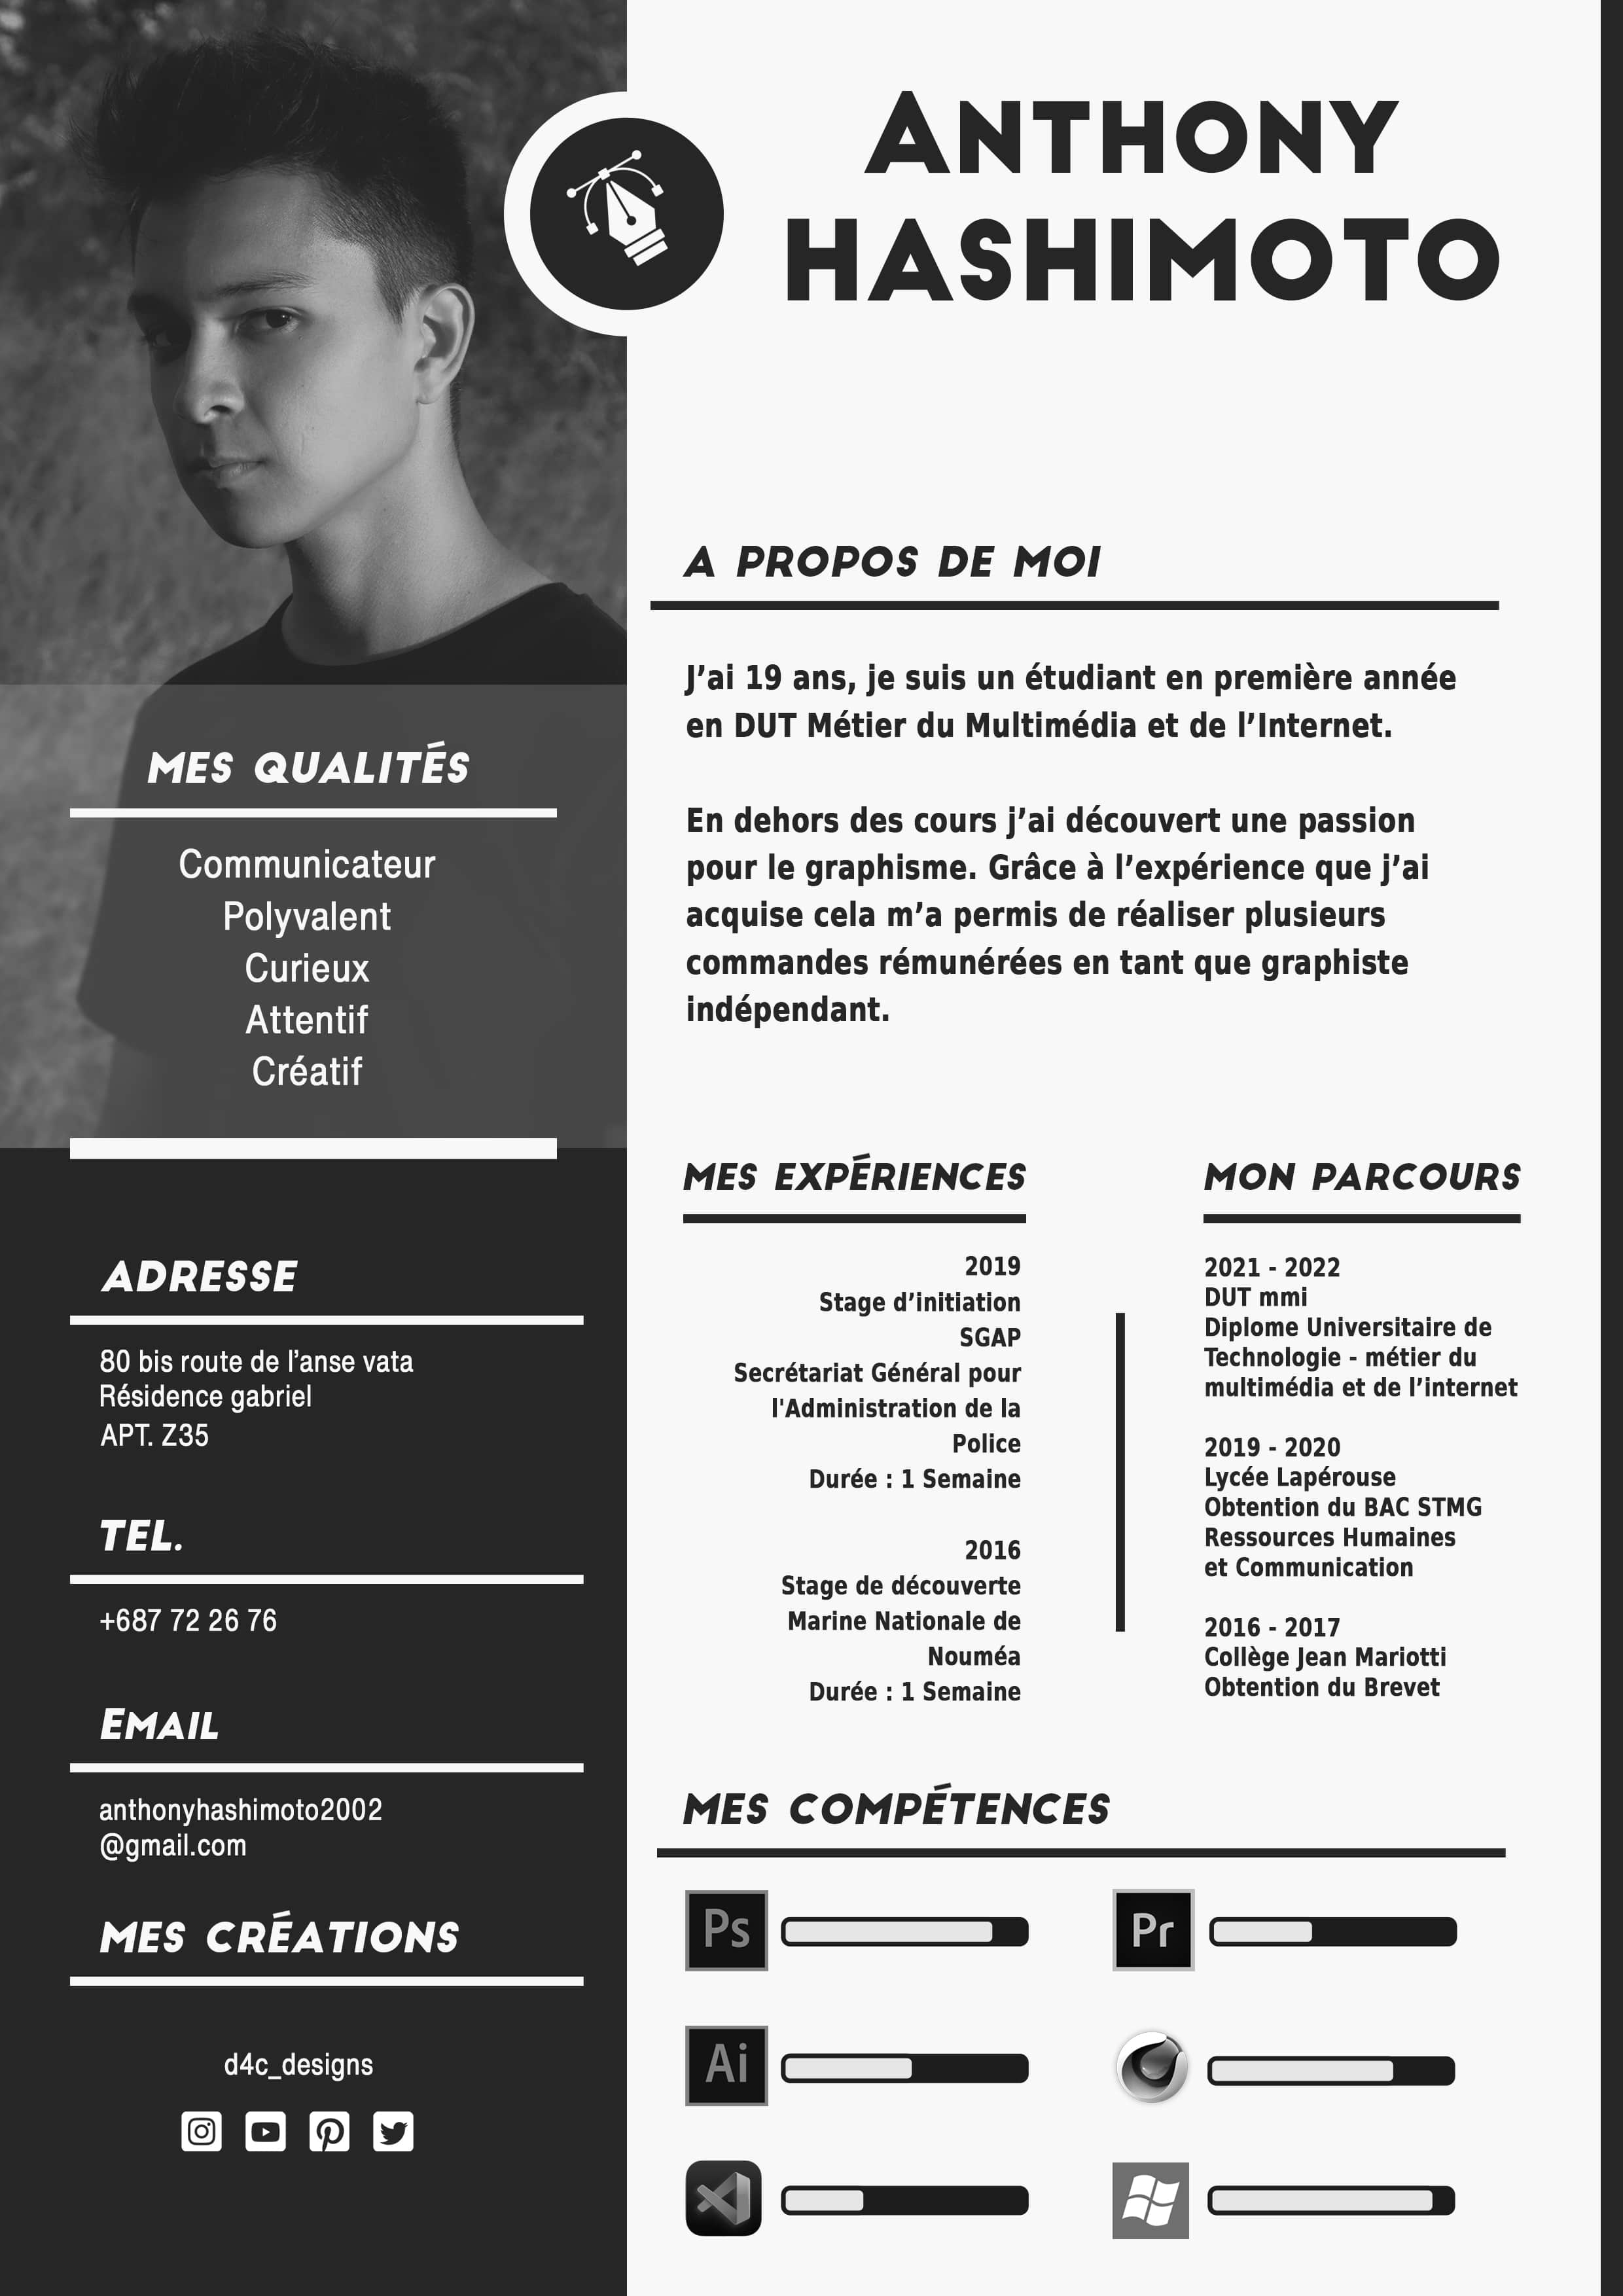 ANTHONY
HASHIMOTO
MES QUALITÉS
Communicateur
Polyvalent
Curieux
Attentif
Créatif
ADRESSE
80 bis route de l’anse vata
Résidence gabriel
APT. Z35
TEL.
+687 72 26 76
EMAIL
anthonyhashimoto2002
@gmail.com
MES CRÉATIONS
d4c_designs
A PROPOS DE MOI
J’ai 19 ans, je suis un étudiant en première année
en DUT Métier du Multimédia et de l’Internet.
En dehors des cours j’ai découvert une passion
pour le graphisme. Grâce à l’expérience que j’ai
acquise cela m’a permis de réaliser plusieurs
commandes rémunérées en tant que graphiste
indépendant.
MES EXPÉRIENCES
2019
Stage d’initiation
SGAP
Secrétariat Général pour
l'Administration de la
Police
Durée : 1 Semaine
2016
Stage de découverte
Marine Nationale de
Nouméa
Durée : 1 Semaine
MON PARCOURS
2021 - 2022
DUT mmi
Diplome Universitaire de
Technologie - métier du
multimédia et de l’internet
2019 - 2020
Lycée Lapérouse
Obtention du BAC STMG
Ressources Humaines
et Communication
2016 - 2017
Collège Jean Mariotti
Obtention du Brevet
MES COMPÉTENCES
Ps
Pr
Ai